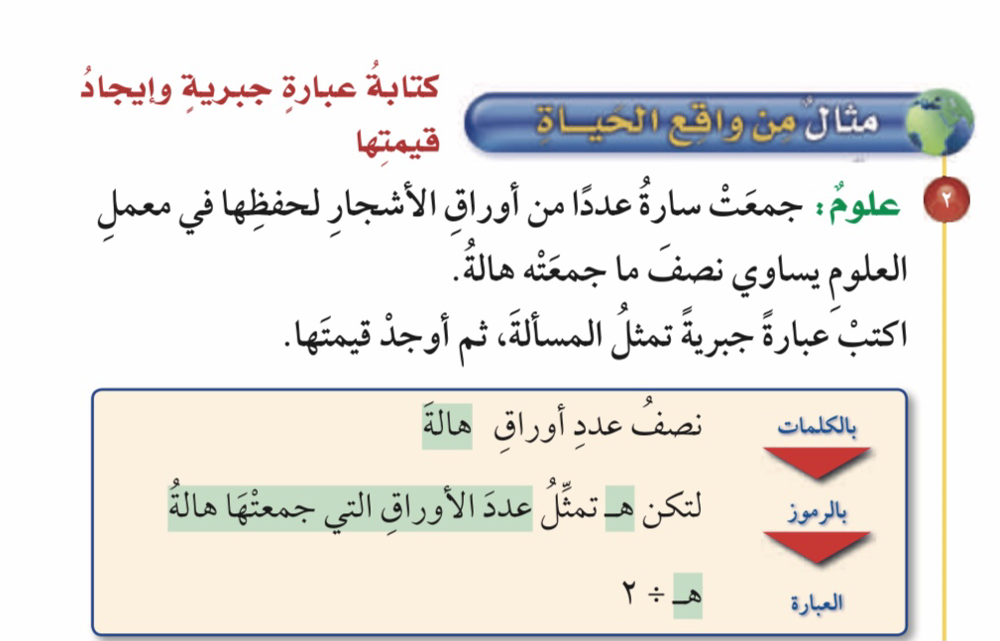 مثالٌ مِن واقِعِ الحَياةِ
كتابةُ عبارةٍ جبريةٍ وإيجادُ
قيمتِها
٢
علومٌ: جمعَتْ سارةُ عددًا من أوراقِ الأشجارِ لحفظِها في معملِ
العلومِ يساوي نصفَ ما جمعَتْه هالةُ.
اكتبْ عبارةً جبريةً تمثلُ المسألةَ، ثم أوجدْ قيمتَها.
بالكلمات نصفُ عددِ أوراقِ هالةَ
بالرموز لتكن هـ تمثِّلُ عددَ الأوراقِ التي جمعتْهَا هالةُ
العبارة هـ ÷ ٢